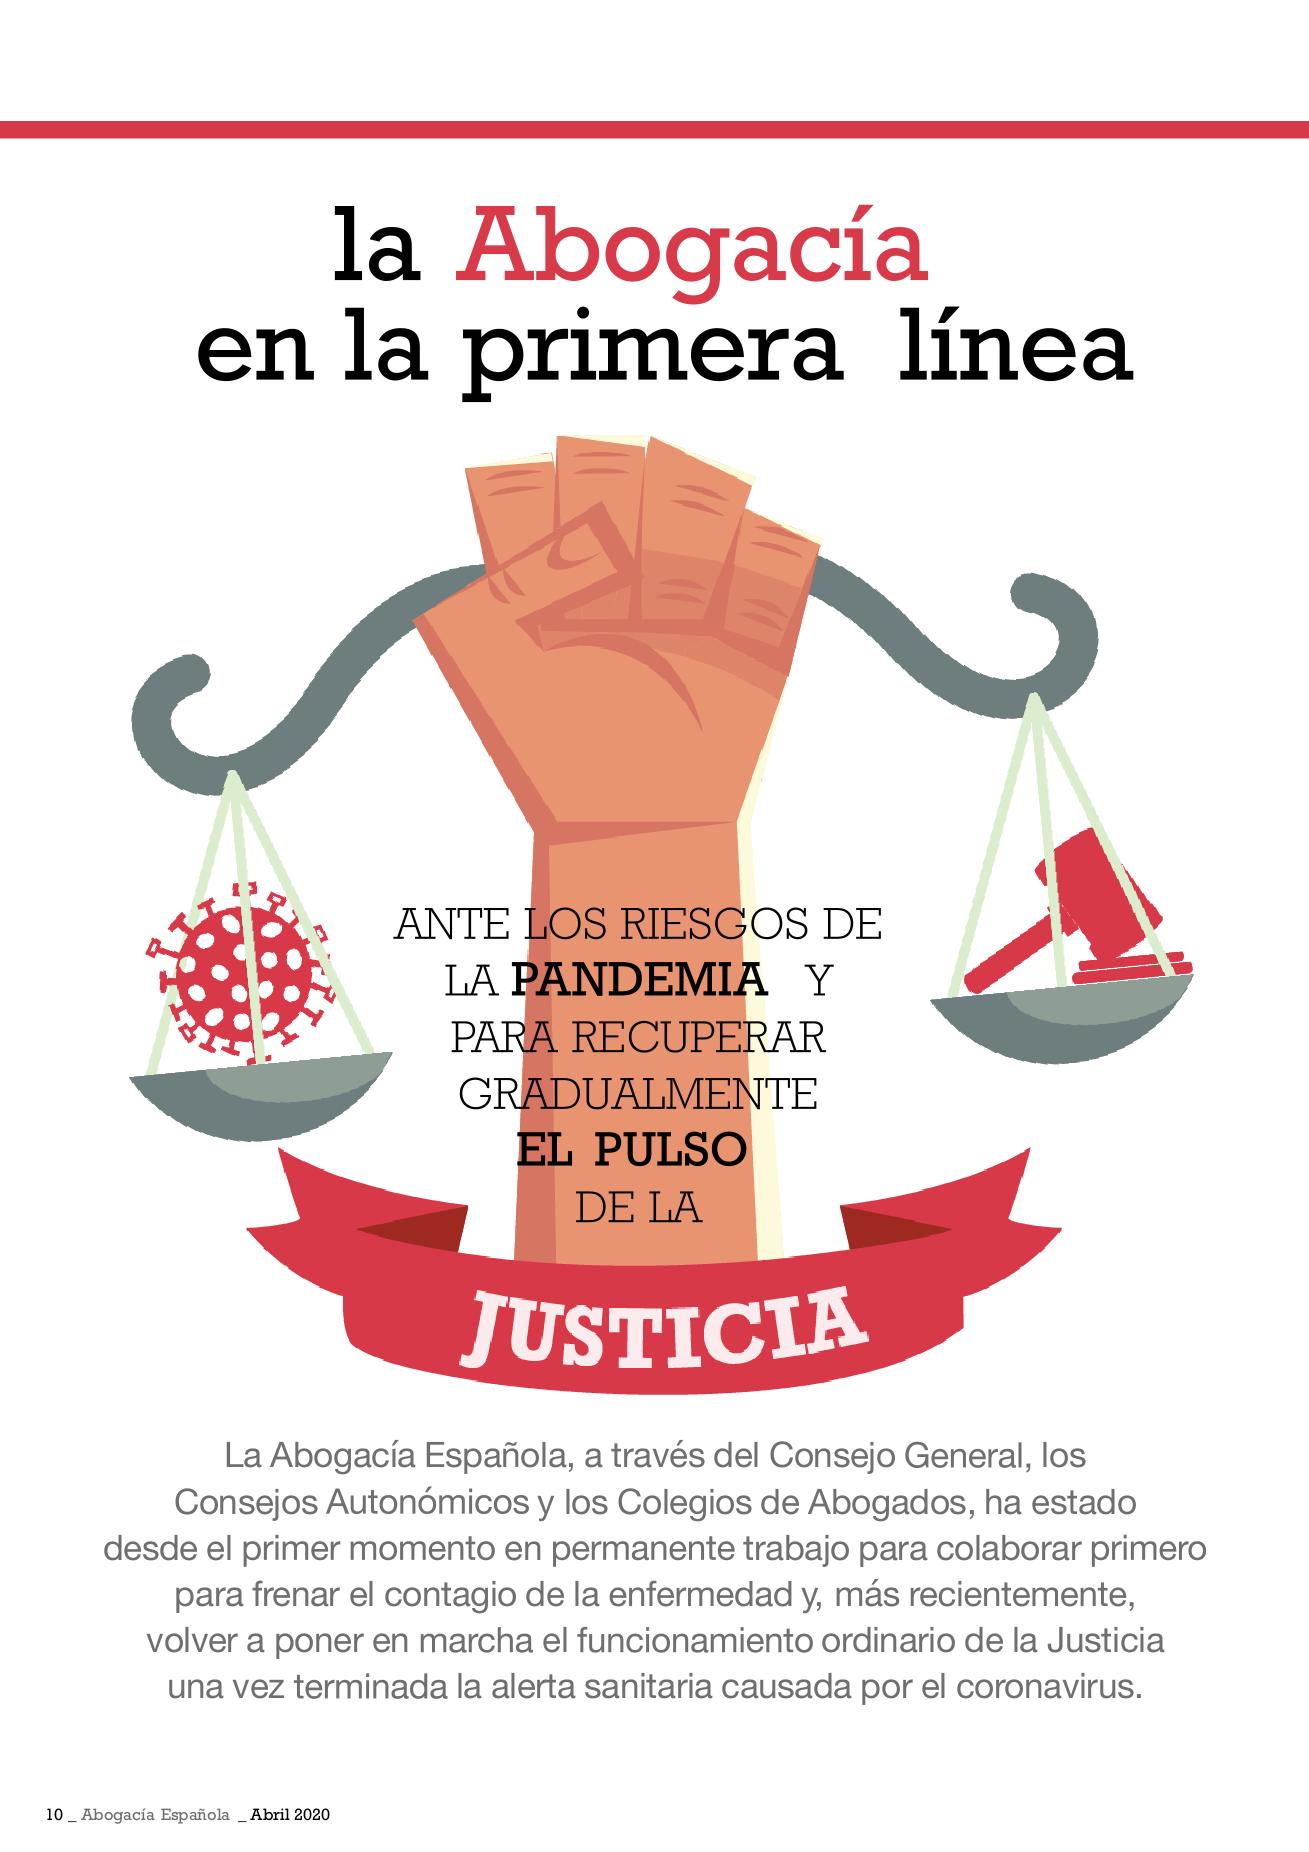 la Abogacía
en la primera línea
ANTE LOS RIESGOS DE
LA PANDEMIA Y
PARA RECUPERAR
GRADUALMENTE
EL PULSO
DE LA
JUSTICIA
La Abogacía Española, a través del Consejo General, los
Consejos Autonómicos y los Colegios de Abogados, ha estado
desde el primer momento en permanente trabajo para colaborar primero
para frenar el contagio de la enfermedad y, más recientemente,
volver a poner en marcha el funcionamiento ordinario de la Justicia
una vez terminada la alerta sanitaria causada por el coronavirus.
10 _ Abogacía Española _ Abril 2020